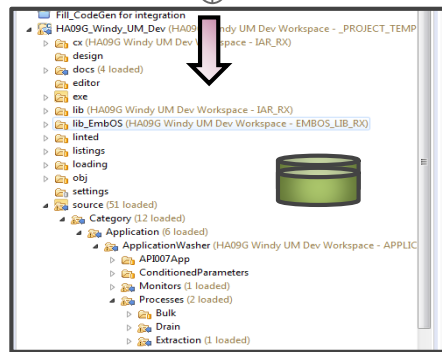 Fill_CodeGen for integration
HA09G_Windy_UM_Dev (HA09G Windy UM Dev Workspace - _PROJECT_TEMP
cx (HA09G Windy UM Dev Workspace - IAR_RX)
design
docs (4 loaded)
editor
exe
lib (HA09G Windy UM Dev Workspace - IAR_RX)
lib_EmbOS (HA09G Windy UM Dev Workspace - EMBOS_LIB_RX)
linted
listings
loading
obj
settings
source (51 loaded)
Category (12 loaded)
Application (6 loaded)
ApplicationWasher (HA09G Windy UM Dev Workspace - APPLIC
API007App
ConditionedParameters
Monitors (1 loaded)
Processes (2 loaded)
Bulk
Drain
Extraction (1 loaded)